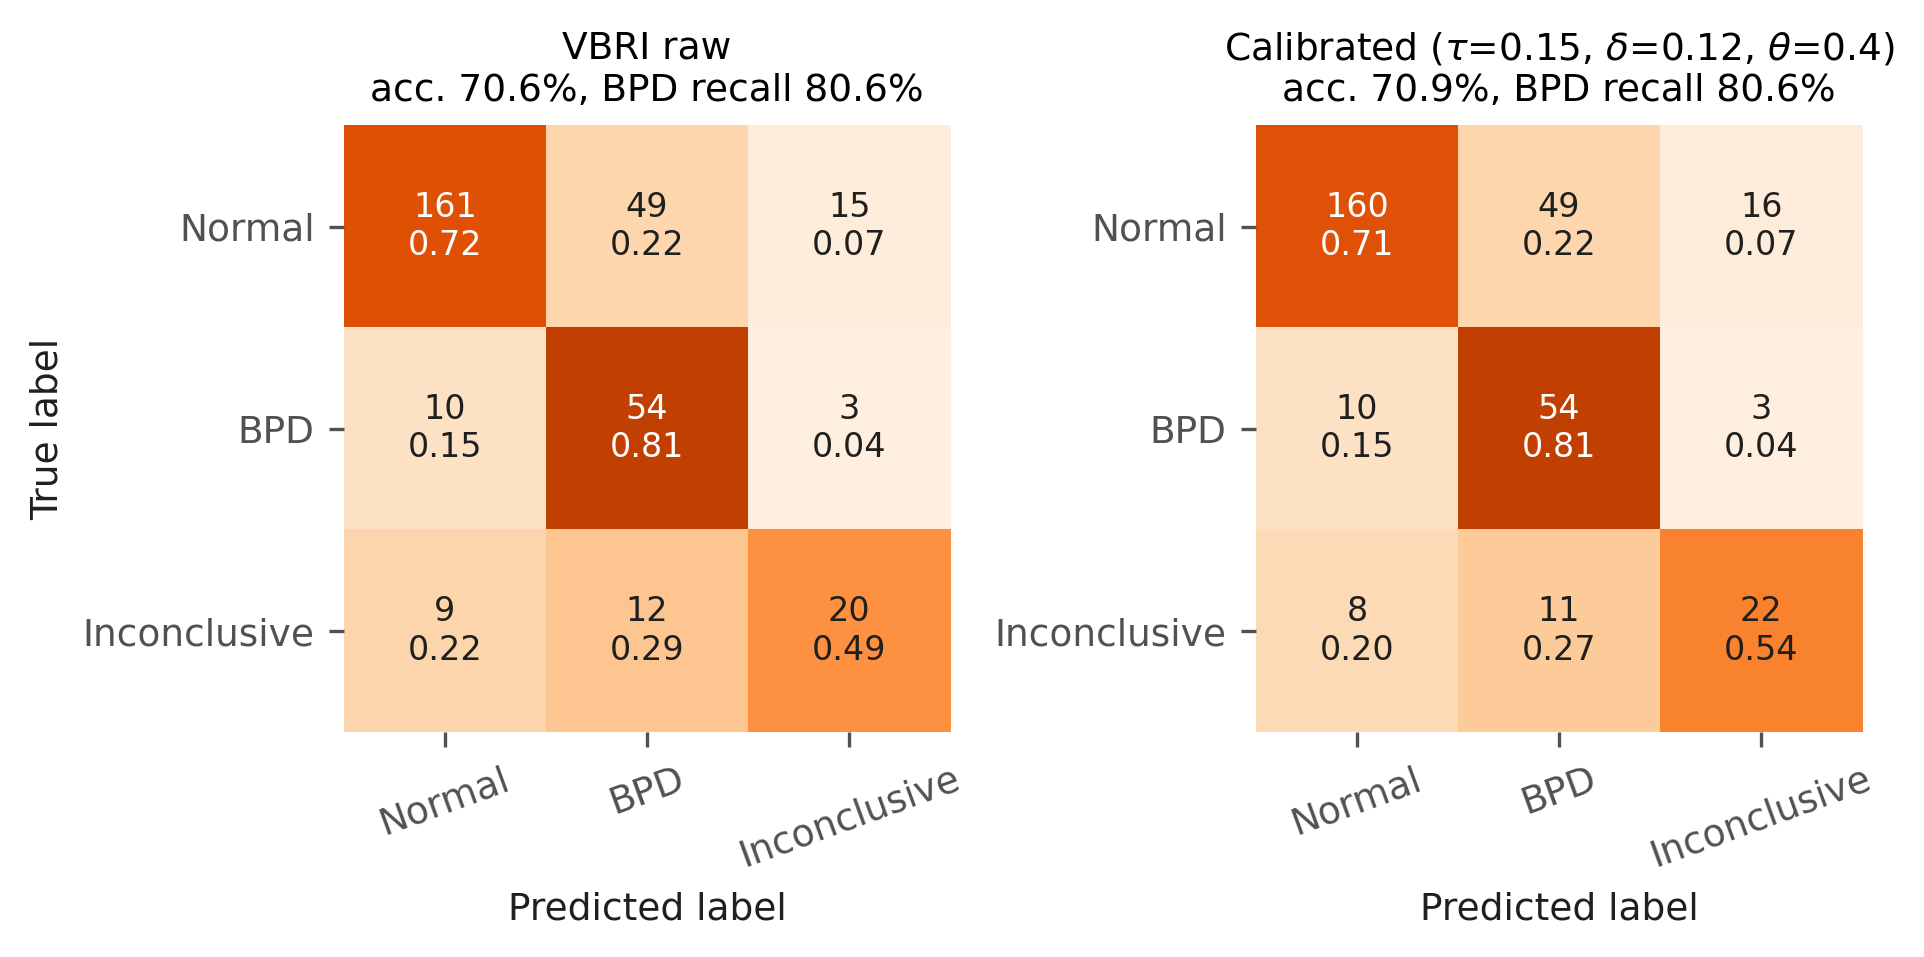 VBRI raw
acc. 70.6%, BPD recall 80.6%
True label
Normal
161
0.72
49
0.22
15
0.07
BPD
10
0.15
54
0.81
3
0.04
Inconclusive
9
0.22
12
0.29
20
0.49
Normal
BPD
Inconclusive
Predicted label
Calibrated (τ=0.15, δ=0.12, θ=0.4)
acc. 70.9%, BPD recall 80.6%
Normal
160
0.71
49
0.22
16
0.07
BPD
10
0.15
54
0.81
3
0.04
Inconclusive
8
0.20
11
0.27
22
0.54
Normal
BPD
Inconclusive
Predicted label